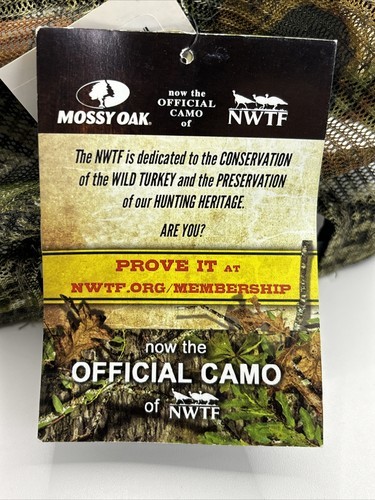 MOSSY OAK®
now the
OFFICIAL
CAMO
of
NWTF
The NWTF is dedicated to the CONSERVATION
of the WILD TURKEY and the PRESERVATION
of our HUNTING HERITAGE.
ARE YOU?
PROVE IT AT
NWTF.ORG/MEMBERSHIP
now the
OFFICIAL CAMO
of NWTF